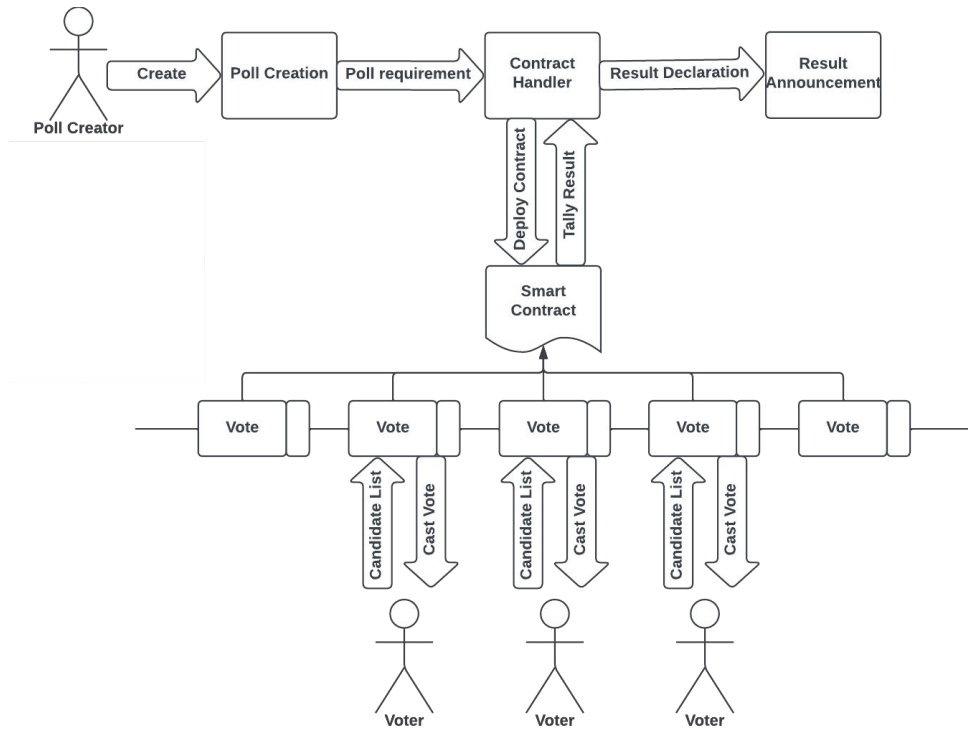 Poll Creator
Create
Poll Creation
Poll requirement
Contract
Handler
Result Declaration
Result
Announcement
Deploy Contract
Tally Result
Smart
Contract
Vote
Vote
Vote
Vote
Vote
Candidate List
Cast Vote
Candidate List
Cast Vote
Candidate List
Cast Vote
Voter
Voter
Voter